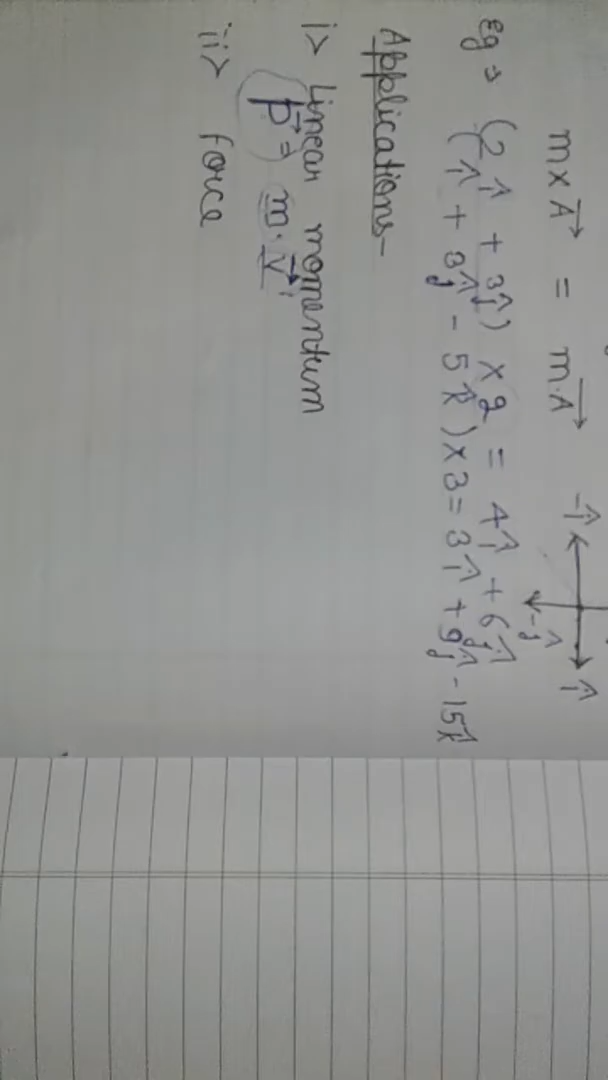 m × A⃗ = m.A⃗
-î î
-ĵ
Eg → (2î + 3ĵ) × 2 = 4î + 6ĵ
(î + 3ĵ - 5k̂) × 3 = 3î + 9ĵ - 15k̂
Applications-
i> Linear momentum
p⃗ = m.v⃗
ii> force